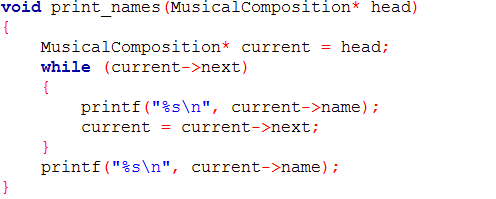 void print_names(MusicalComposition* head)
{
    MusicalComposition* current = head;
    while (current->next)
    {
        printf("%s\n", current->name);
        current = current->next;
    }
    printf("%s\n", current->name);
}